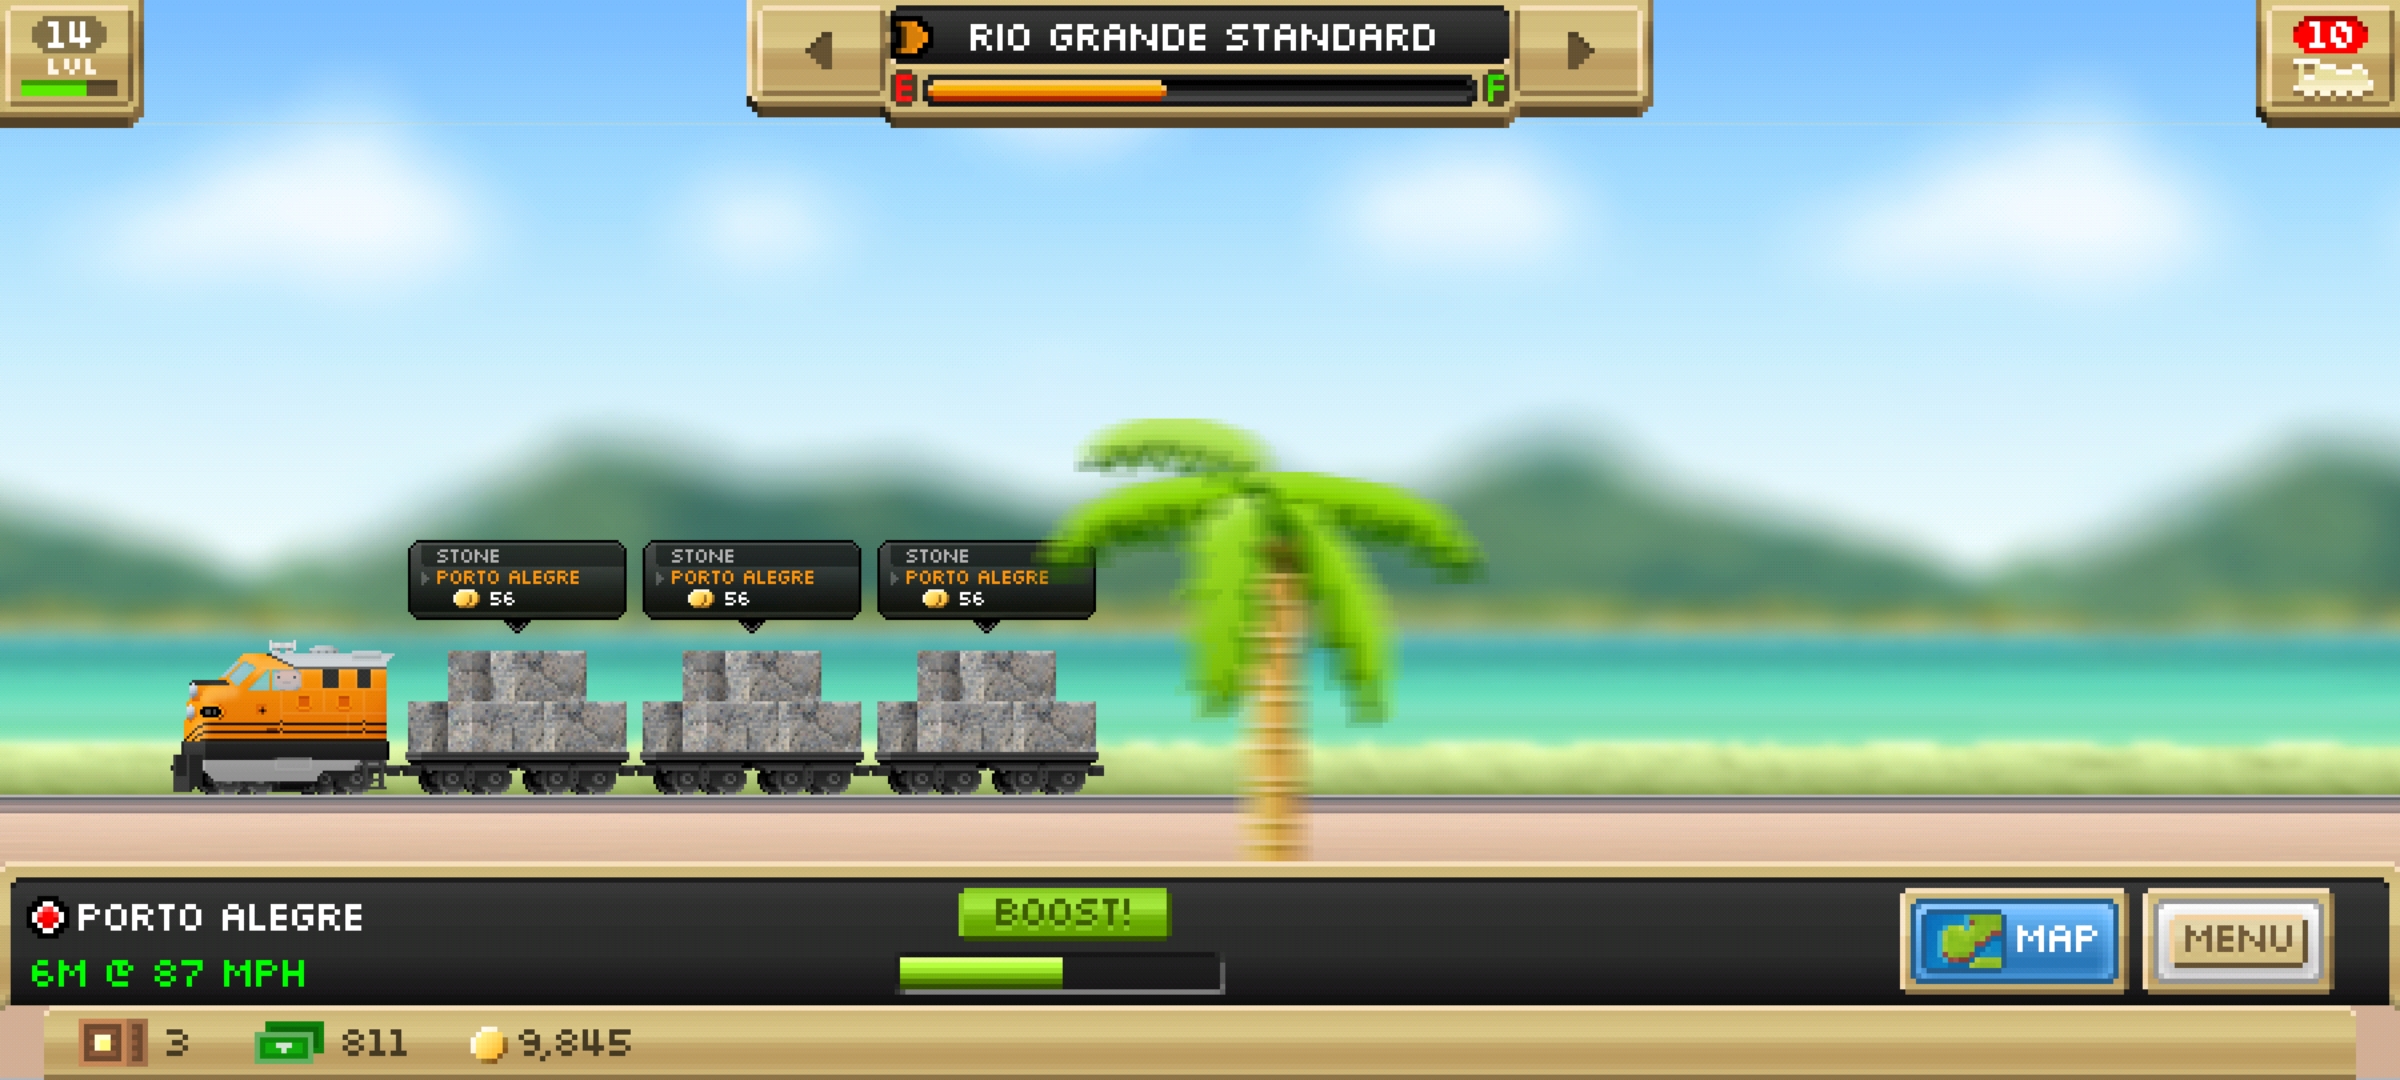 14
LVL
RIO GRANDE STANDARD
E
F
10
STONE
PORTO ALEGRE
56
STONE
PORTO ALEGRE
56
STONE
PORTO ALEGRE
56
PORTO ALEGRE
6M @ 87 MPH
BOOST!
MAP
MENU
3
811
9,845